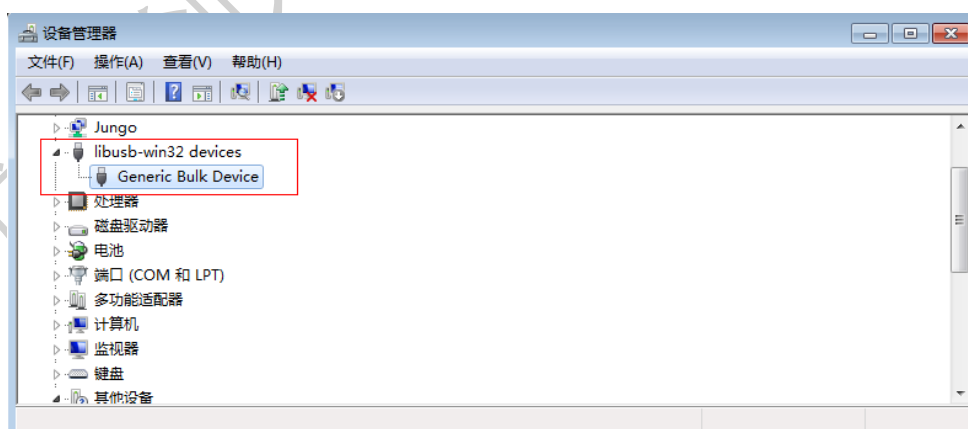 设备管理器
文件(F) 操作(A) 查看(V) 帮助(H)
Jungo
libusb-win32 devices
Generic Bulk Device
处理器
磁盘驱动器
电池
端口 (COM 和 LPT)
多功能适配器
计算机
监视器
键盘
其他设备